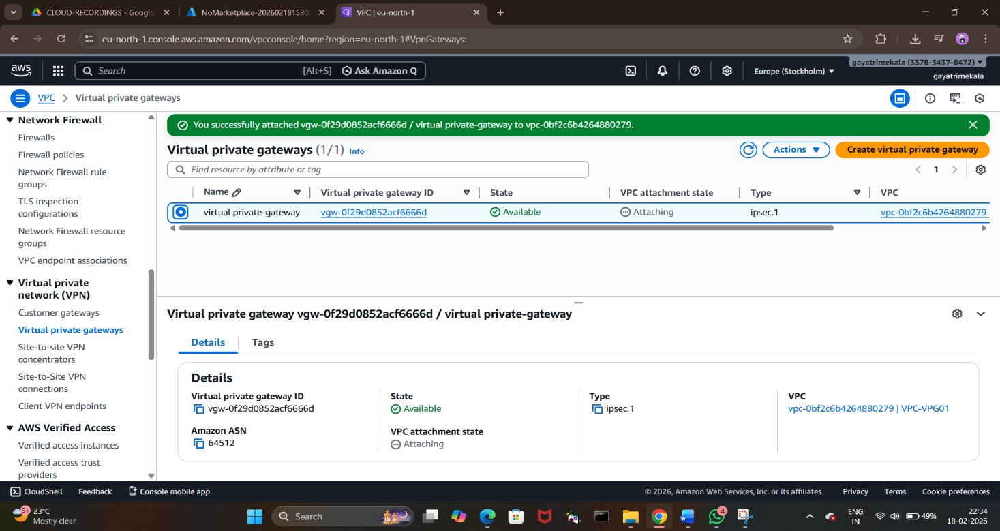 CLOUD-RECORDINGS - Google
NoMarketplace-2026021815300
VPC | eu-north-1
eu-north-1.console.aws.amazon.com/vpcconsole/home?region=eu-north-1#VpnGateways:
aws
Search
[Alt+S]
Ask Amazon Q
Europe (Stockholm)
gayatrimekala (3378-3437-8472)
gayatrimekala
VPC
Virtual private gateways
Network Firewall
Firewalls
Firewall policies
Network Firewall rule
groups
TLS inspection
configurations
Network Firewall resource
groups
VPC endpoint associations
Virtual private
network (VPN)
Customer gateways
Virtual private gateways
Site-to-site VPN
concentrators
Site-to-Site VPN
connections
Client VPN endpoints
AWS Verified Access
Verified access instances
Verified access trust
providers
You successfully attached vgw-0f29d0852acf6666d / virtual private-gateway to vpc-0bf2c6b4264880279.
Virtual private gateways (1/1) Info
Actions
Create virtual private gateway
Find resource by attribute or tag
1
Name
Virtual private gateway ID
State
VPC attachment state
Type
VPC
virtual private-gateway
vgw-0f29d0852acf6666d
Available
Attaching
ipsec.1
vpc-0bf2c6b4264880279
Virtual private gateway vgw-0f29d0852acf6666d / virtual private-gateway
Details
Tags
Details
Virtual private gateway ID
vgw-0f29d0852acf6666d
State
Available
Type
ipsec.1
VPC
vpc-0bf2c6b4264880279 | VPC-VPG01
Amazon ASN
64512
VPC attachment state
Attaching
CloudShell
Feedback
Console mobile app
© 2026, Amazon Web Services, Inc. or its affiliates.
Privacy
Terms
Cookie preferences
9+
23°C
Mostly clear
Search
4
ENG
IN
49%
22:34
18-02-2026